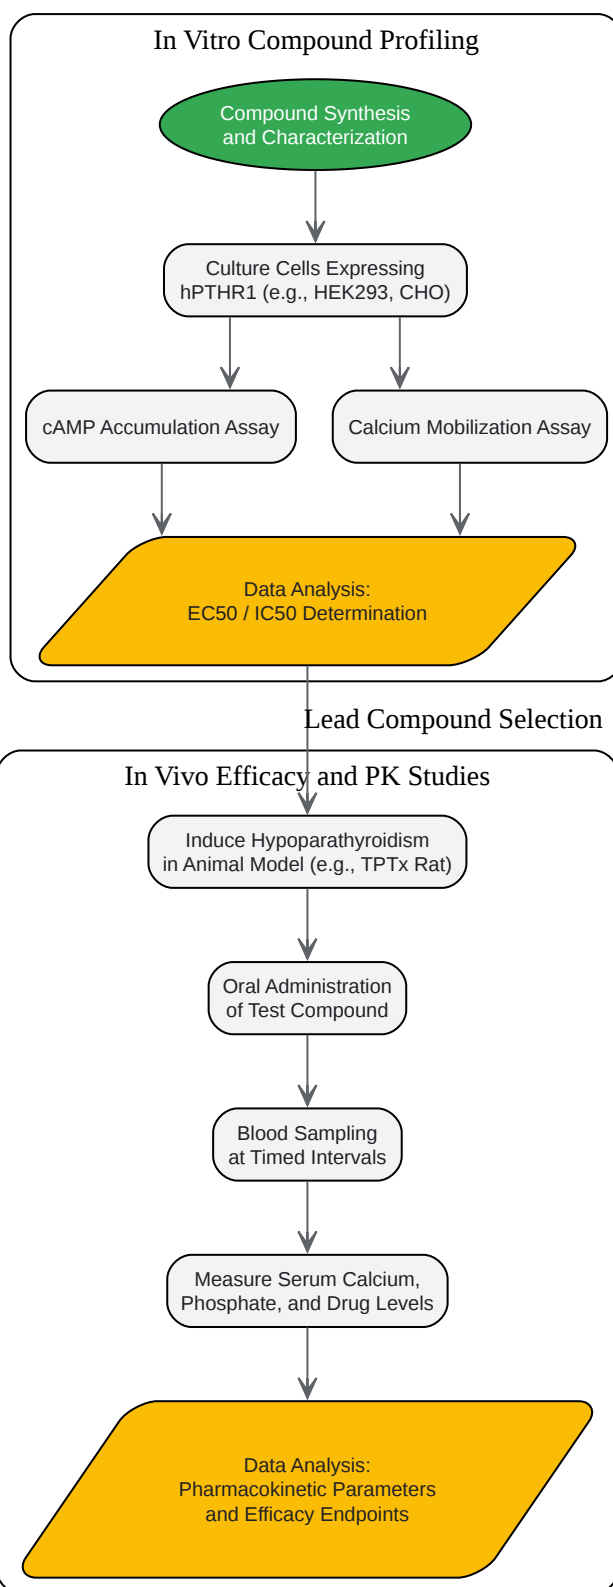 In Vitro Compound Profiling
Compound Synthesis
and Characterization
Culture Cells Expressing
hPTHR1 (e.g., HEK293, CHO)
cAMP Accumulation Assay
Calcium Mobilization Assay
Data Analysis:
EC50 / IC50 Determination
Lead Compound Selection
In Vivo Efficacy and PK Studies
Induce Hypoparathyroidism
in Animal Model (e.g., TPTx Rat)
Oral Administration
of Test Compound
Blood Sampling
at Timed Intervals
Measure Serum Calcium,
Phosphate, and Drug Levels
Data Analysis:
Pharmacokinetic Parameters
and Efficacy Endpoints